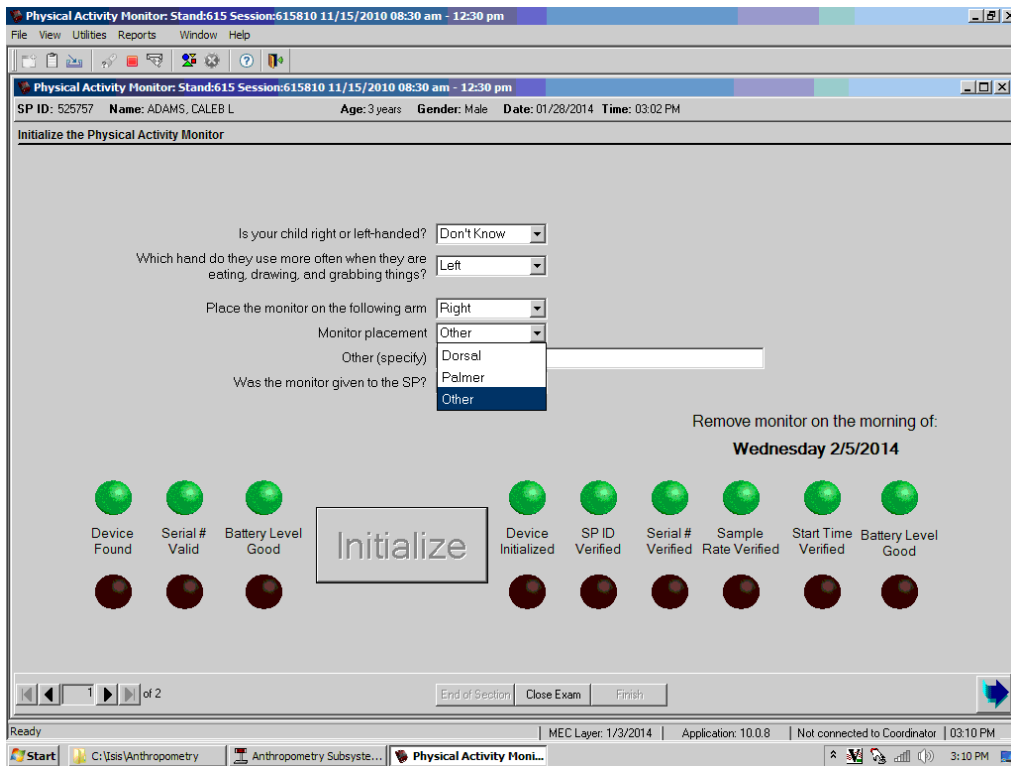 Physical Activity Monitor: Stand:615 Session:615810 11/15/2010 08:30 am - 12:30 pm
File View Utilities Reports Window Help
Physical Activity Monitor: Stand:615 Session:615810 11/15/2010 08:30 am - 12:30 pm
SP ID: 525757 Name: ADAMS, CALEB L Age: 3 years Gender: Male Date: 01/28/2014 Time: 03:02 PM
Initialize the Physical Activity Monitor
Is your child right or left-handed? Don't Know
Which hand do they use more often when they are
eating, drawing, and grabbing things? Left
Place the monitor on the following arm Right
Monitor placement Other
Other (specify) Dorsal
Palmer
Was the monitor given to the SP?
Other
Remove monitor on the morning of:
Wednesday 2/5/2014
Device Found
Serial # Valid
Battery Level Good
Initialize
Device Initialized
SP ID Verified
Serial # Verified
Sample Rate Verified
Start Time Verified
Battery Level Good
1 of 2
End of Section Close Exam Finish
Ready MEC Layer: 1/3/2014 Application: 10.0.8 Not connected to Coordinator 03:10 PM
Start C:\Isis\Anthropometry Anthropometry Subsyste... Physical Activity Moni... 3:10 PM